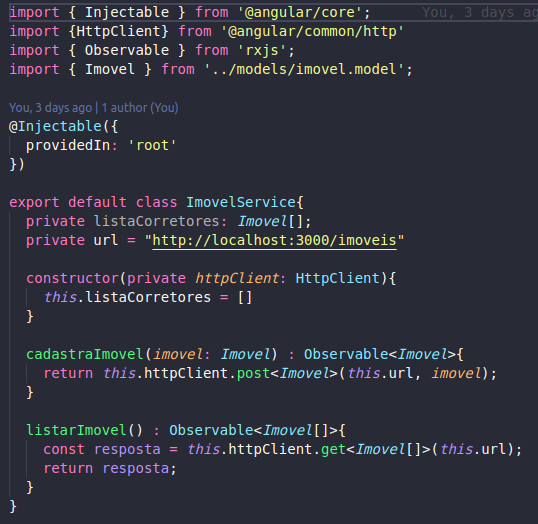 import { Injectable } from '@angular/core'; You, 3 days ag
import {HttpClient} from '@angular/common/http'
import { Observable } from 'rxjs';
import { Imovel } from '../models/imovel.model';
You, 3 days ago | 1 author (You)
@Injectable({
  providedIn: 'root'
})
export default class ImovelService{
  private listaCorretores: Imovel[];
  private url = "http://localhost:3000/imoveis"
  constructor(private httpClient: HttpClient){
    this.listaCorretores = []
  }
  cadastraImovel(imovel: Imovel) : Observable<Imovel>{
    return this.httpClient.post<Imovel>(this.url, imovel);
  }
  listarImovel() : Observable<Imovel[]>{
    const resposta = this.httpClient.get<Imovel[]>(this.url);
    return resposta;
  }
}